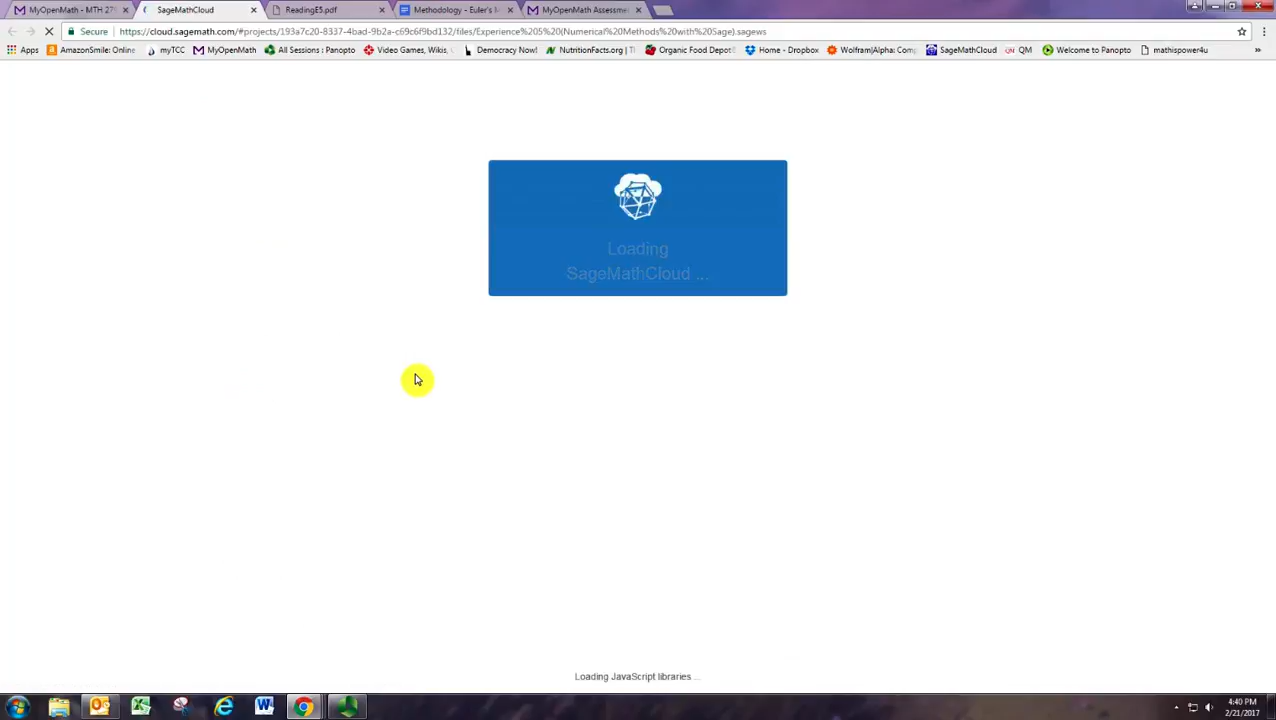 MyOpenMath - MTH 27
SageMathCloud
ReadingE5.pdf
Methodology - Euler's M
MyOpenMath Assessme
Secure
https://cloud.sagemath.com/#projects/193a7c20-8337-4bad-9b2a-c69c6f9bd132/files/Experience%205%20(Numerical%20Methods%20with%20Sage).sagews
Apps
AmazonSmile: Online
myTCC
MyOpenMath
All Sessions : Panopto
Video Games, Wikis,
Democracy Now!
NutritionFacts.org | Tl
Organic Food Depot
Home - Dropbox
Wolfram|Alpha: Comp
SageMathCloud
QN QM
Welcome to Panopto
mathispower4u
»
Loading
SageMathCloud ...
Loading JavaScript libraries ...
4:40 PM
2/21/2017